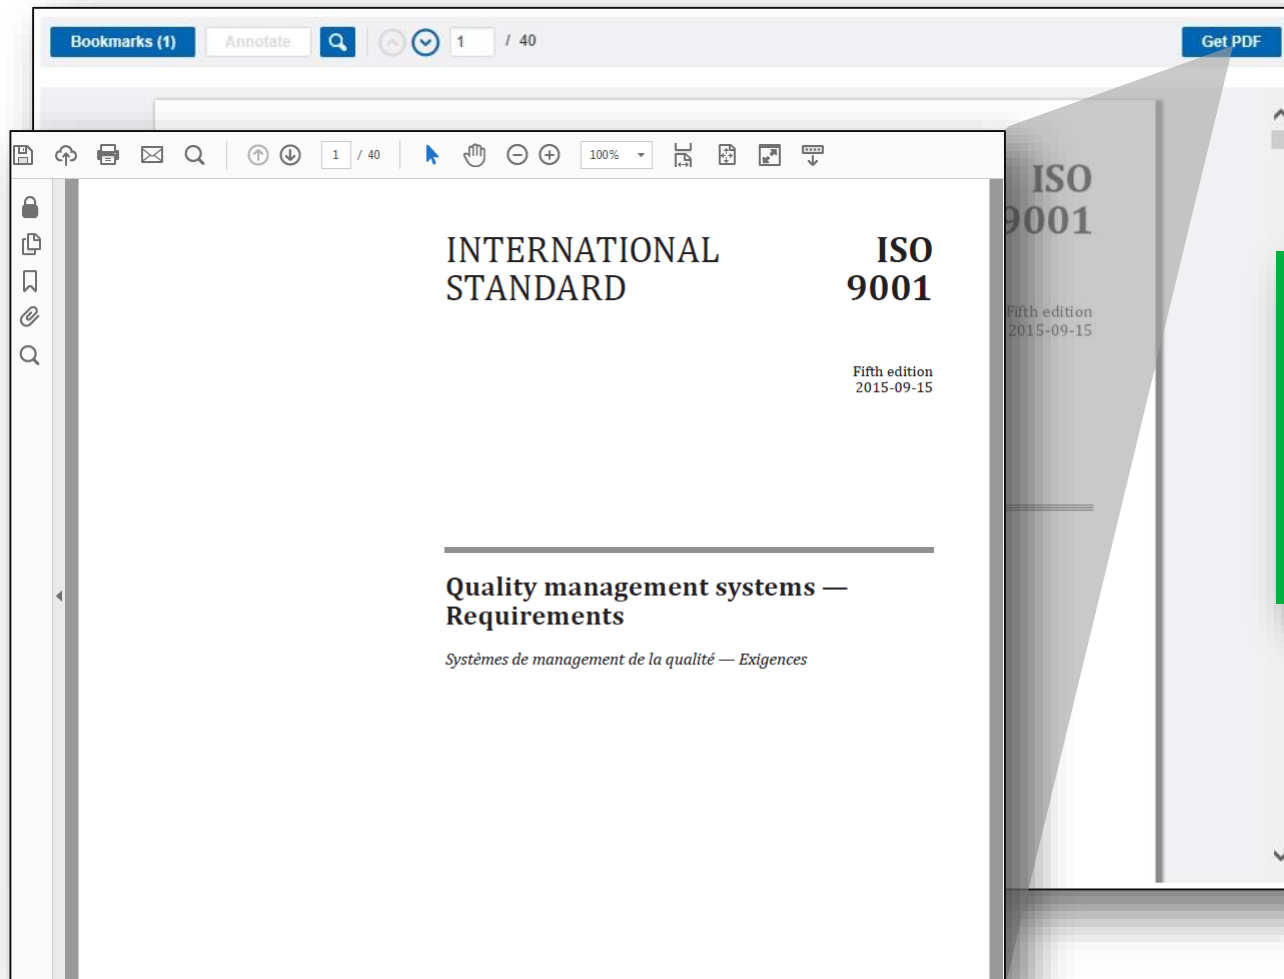 Bookmarks (1) Annotate 1 / 40 Get PDF
1 / 40 100%
ISO
9001
Fifth edition
2015-09-15
INTERNATIONAL ISO
STANDARD 9001
Fifth edition
2015-09-15
Quality management systems —
Requirements
Systèmes de management de la qualité — Exigences